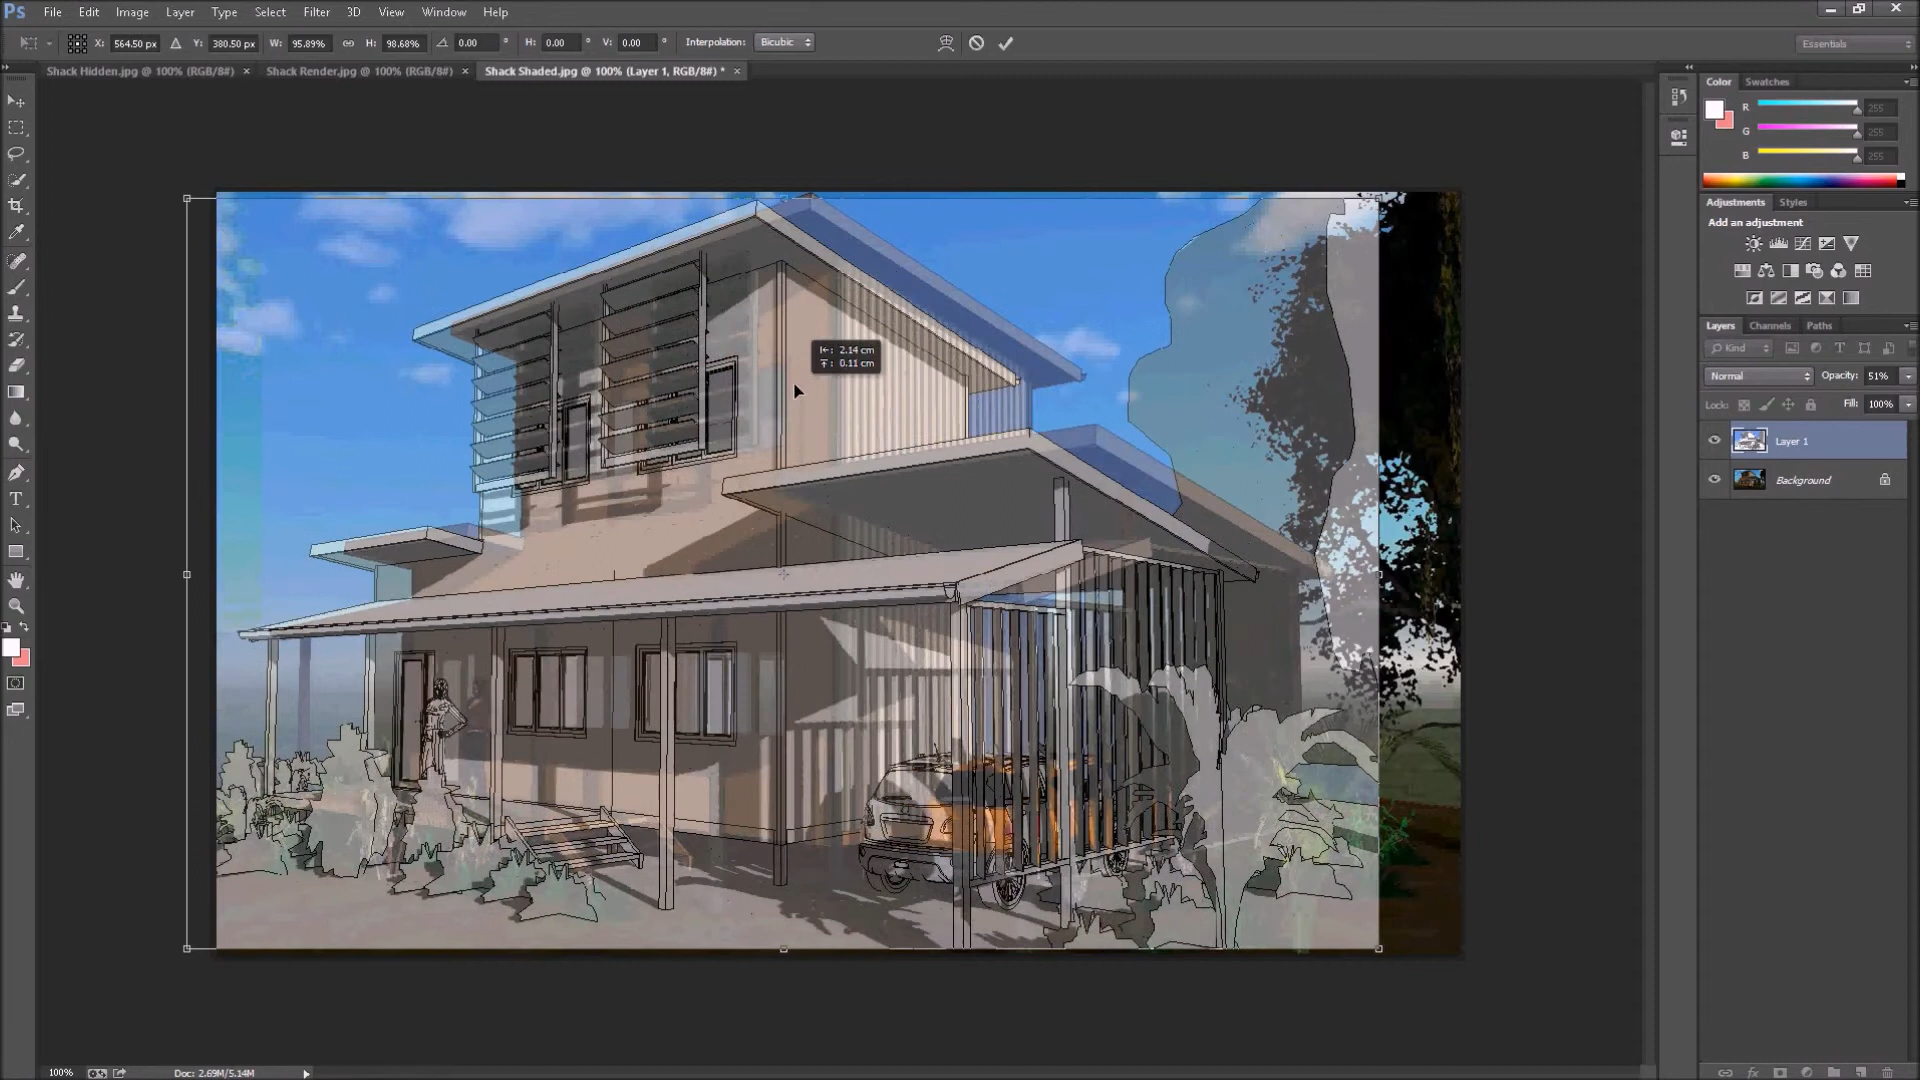 Ps File Edit Image Layer Type Select Filter 3D View Window Help
X: 564.50 px Y: 380.50 px W: 95.89% H: 98.68% 0.00 ° H: 0.00 ° V: 0.00 ° Interpolation: Bicubic Essentials
Shack Hidden.jpg @ 100% (RGB/8#) × Shack Render.jpg @ 100% (RGB/8#) × Shack Shaded.jpg @ 100% (Layer 1, RGB/8#) * ×
Color Swatches
R 255
G 255
B 255
Adjustments Styles
Add an adjustment
Layers Channels Paths
Kind
Normal Opacity: 51%
Lock: Fill: 100%
Layer 1
Background
2.14 cm
0.11 cm
T
100% Doc: 2.69M/5.14M
fx